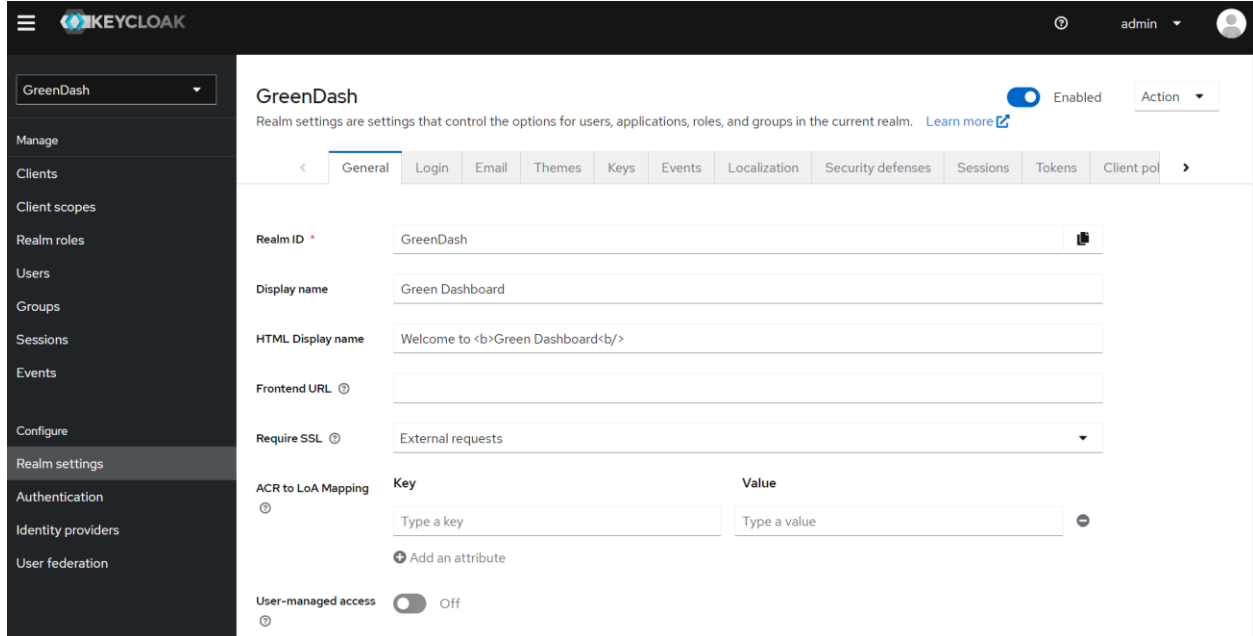 KEYCLOAK
admin
GreenDash
Manage
Clients
Client scopes
Realm roles
Users
Groups
Sessions
Events
Configure
Realm settings
Authentication
Identity providers
User federation
GreenDash
Enabled
Action
Realm settings are settings that control the options for users, applications, roles, and groups in the current realm. Learn more
General Login Email Themes Keys Events Localization Security defenses Sessions Tokens Client pol
Realm ID * GreenDash
Display name Green Dashboard
HTML Display name Welcome to <b>Green Dashboard<b/>
Frontend URL
Require SSL External requests
ACR to LoA Mapping Key Value
Type a key Type a value
Add an attribute
User-managed access Off